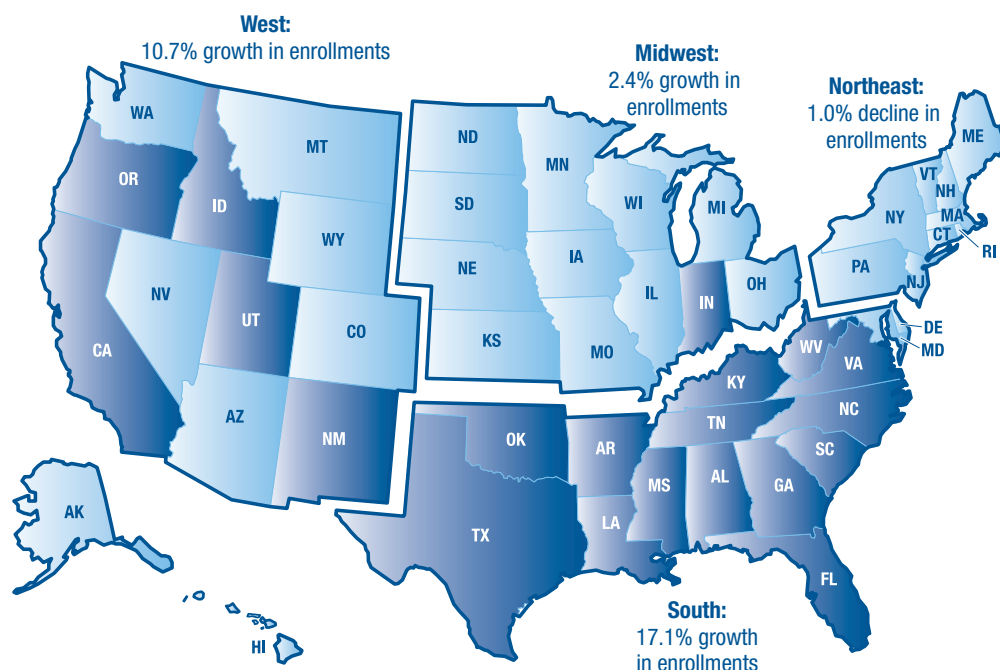 West:
10.7% growth in enrollments
Midwest:
2.4% growth in
enrollments
Northeast:
1.0% decline in
enrollments
WA
MT
ND
MN
ME
VT
NH
OR
ID
SD
WI
MI
NY
MA
CT
RI
WY
NE
IA
PA
NJ
NV
UT
CO
IL
IN
OH
CA
KS
MO
DE
MD
WV
VA
KY
AZ
NM
OK
AR
TN
NC
SC
MS
AL
GA
AK
TX
LA
FL
HI
South:
17.1% growth
in enrollments